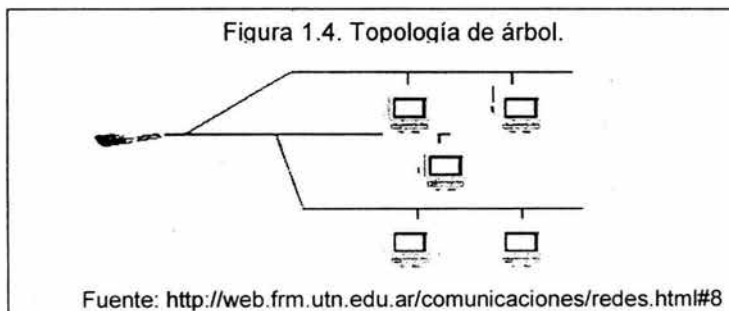 Figura 1.4. Topología de árbol.
Fuente: http://web.frm.utn.edu.ar/comunicaciones/redes.html#8